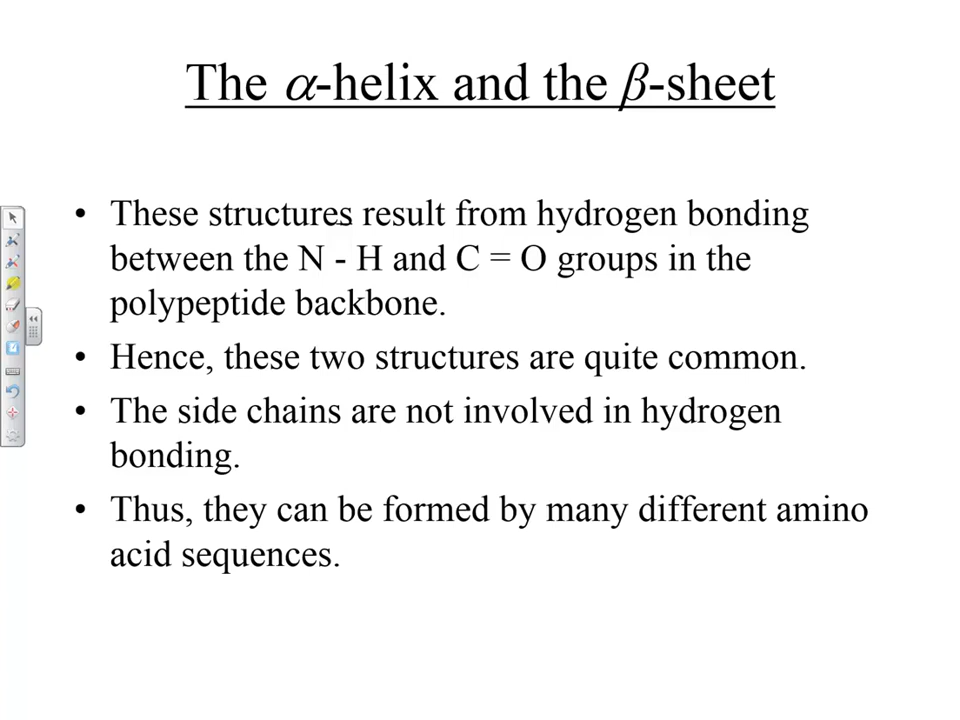 The α-helix and the β-sheet
• These structures result from hydrogen bonding
between the N - H and C = O groups in the
polypeptide backbone.
• Hence, these two structures are quite common.
• The side chains are not involved in hydrogen
bonding.
• Thus, they can be formed by many different amino
acid sequences.